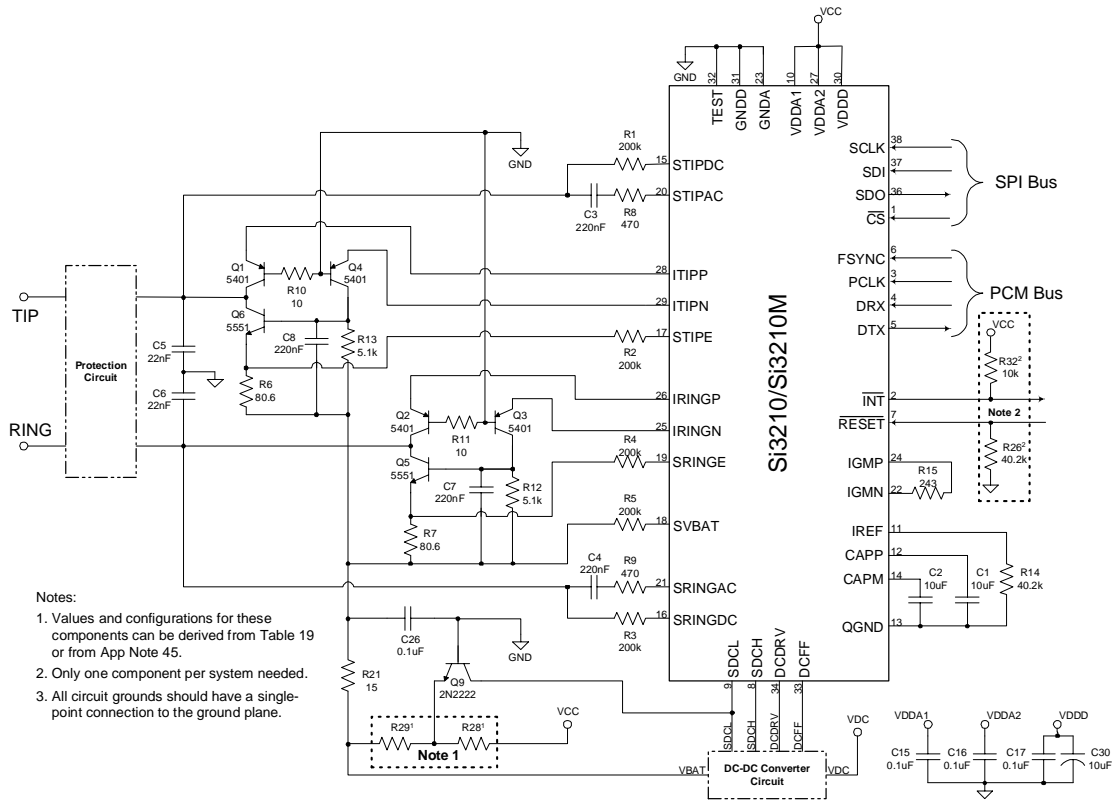 VCC
GND
32
31
23
10
27
30
TEST
GNDD
GNDA
VDDA1
VDDA2
VDDD
GND
R1
200k
15
STIPDC
20
STIPAC
C3
220nF
R8
470
38
SCLK
37
SDI
36
SDO
1
CS
SPI Bus
6
FSYNC
3
PCLK
4
DRX
5
DTX
PCM Bus
VCC
R32²
10k
2
INT
Note 2
7
RESET
R26²
40.2k
24
IGMP
22
IGMN
R15
243
11
IREF
12
CAPP
14
CAPM
13
QGND
C2
10uF
C1
10uF
R14
40.2k
Si3210/Si3210M
TIP
RING
Protection
Circuit
C5
22nF
C6
22nF
Q1
5401
R10
10
Q4
5401
Q6
5551
C8
220nF
R13
5.1k
R6
80.6
28
ITIPP
29
ITIPN
17
STIPE
R2
200k
Q2
5401
R11
10
Q3
5401
Q5
5551
C7
220nF
R12
5.1k
R7
80.6
26
IRINGP
25
IRINGN
R4
200k
19
SRINGE
R5
200k
18
SVBAT
C4
220nF
R9
470
21
SRINGAC
16
SRINGDC
R3
200k
Notes:
1. Values and configurations for these
components can be derived from Table 19
or from App Note 45.
2. Only one component per system needed.
3. All circuit grounds should have a single-
point connection to the ground plane.
C26
0.1uF
GND
R21
15
Q9
2N2222
R29¹
R28¹
VCC
Note 1
SDCL
SDCH
DCDRV
DCFF
9
8
34
33
SDCL
SDCH
DCDRV
DCFF
VBAT
DC-DC Converter
Circuit
VDC
VDC
VDDA1
VDDA2
VDDD
C15
0.1uF
C16
0.1uF
C17
0.1uF
C30
10uF